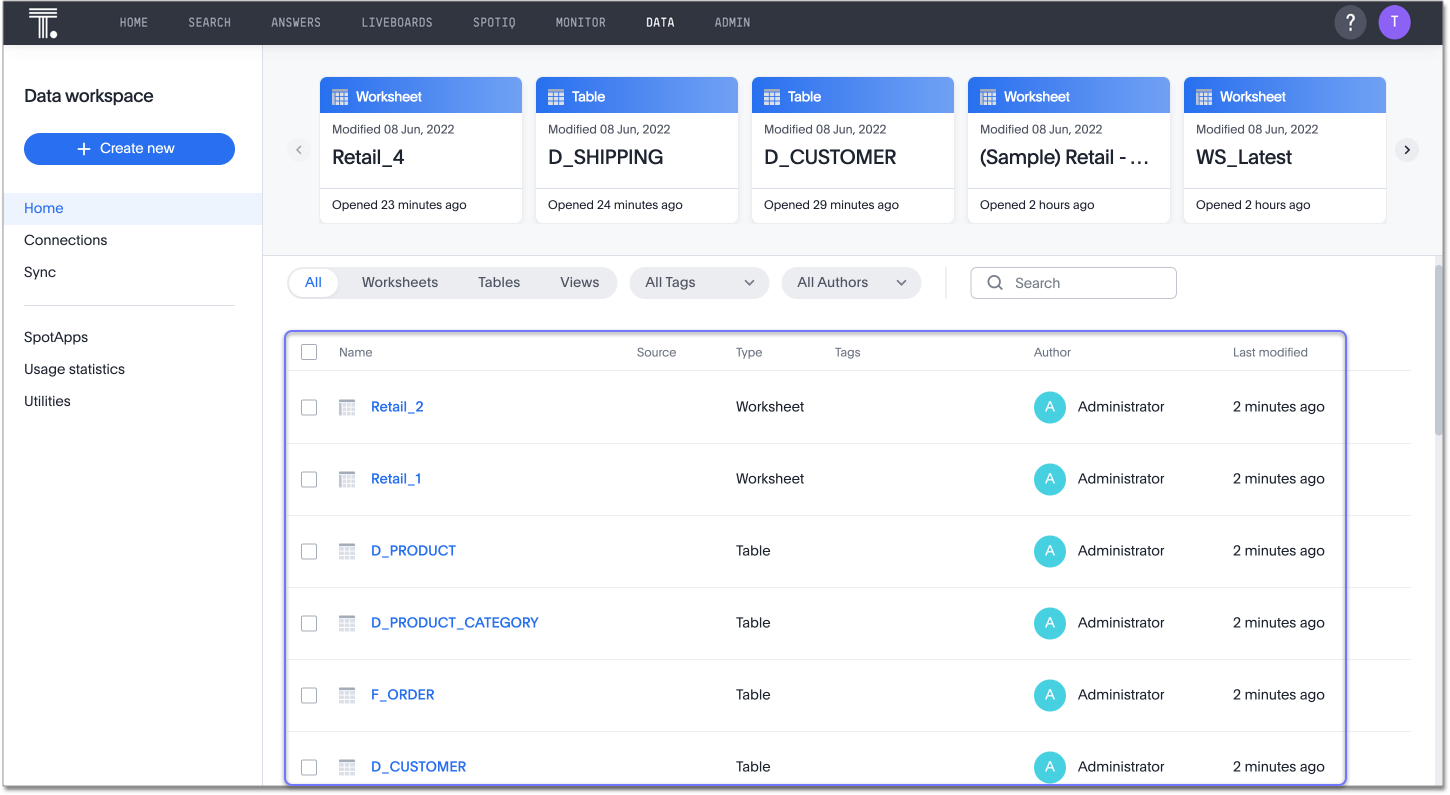 T. HOME SEARCH ANSWERS LIVEBOARDS SPOTIQ MONITOR DATA ADMIN ? T
Data workspace
+ Create new
Home
Connections
Sync
SpotApps
Usage statistics
Utilities
Worksheet
Modified 08 Jun, 2022
Retail_4
Opened 23 minutes ago
Table
Modified 08 Jun, 2022
D_SHIPPING
Opened 24 minutes ago
Table
Modified 08 Jun, 2022
D_CUSTOMER
Opened 29 minutes ago
Worksheet
Modified 08 Jun, 2022
(Sample) Retail - ...
Opened 2 hours ago
Worksheet
Modified 08 Jun, 2022
WS_Latest
Opened 2 hours ago
All Worksheets Tables Views All Tags All Authors Search
Name Source Type Tags Author Last modified
Retail_2 Worksheet A Administrator 2 minutes ago
Retail_1 Worksheet A Administrator 2 minutes ago
D_PRODUCT Table A Administrator 2 minutes ago
D_PRODUCT_CATEGORY Table A Administrator 2 minutes ago
F_ORDER Table A Administrator 2 minutes ago
D_CUSTOMER Table A Administrator 2 minutes ago